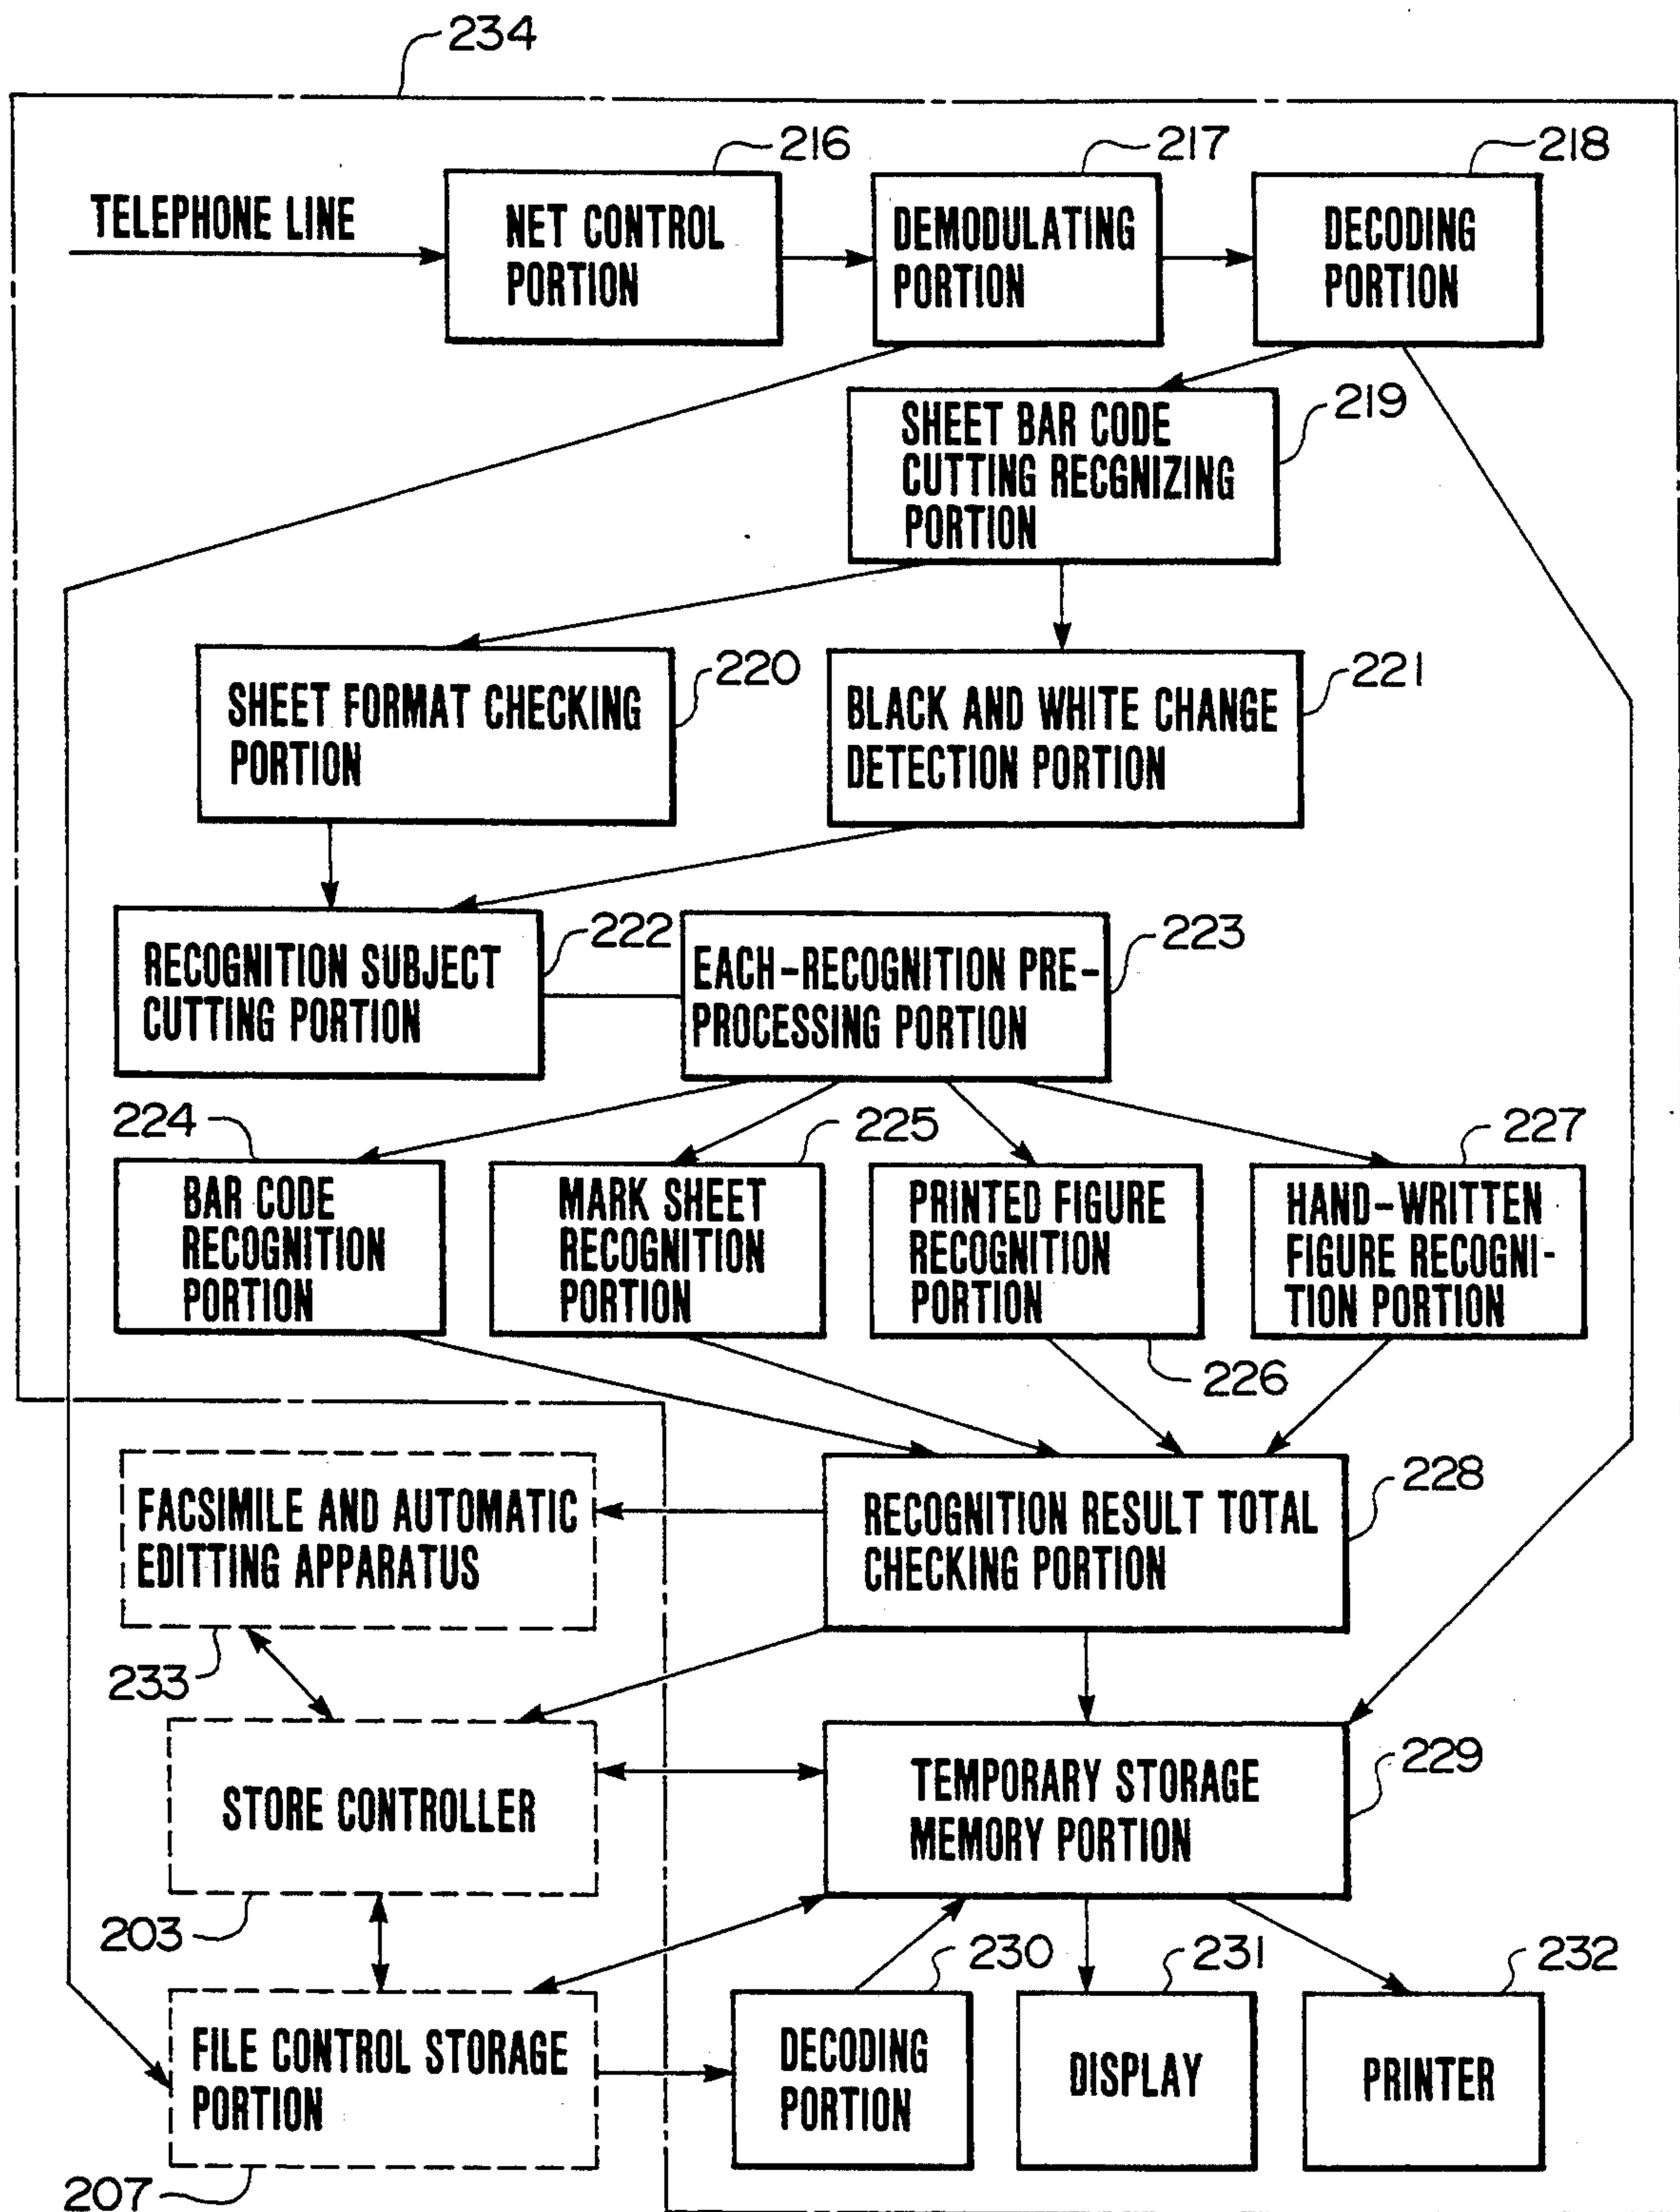 234
216
217
218
TELEPHONE LINE
NET CONTROL
PORTION
DEMODULATING
PORTION
DECODING
PORTION
219
SHEET BAR CODE
CUTTING RECGNIZING
PORTION
220
221
SHEET FORMAT CHECKING
PORTION
BLACK AND WHITE CHANGE
DETECTION PORTION
222
223
RECOGNITION SUBJECT
CUTTING PORTION
EACH-RECOGNITION PRE-
PROCESSING PORTION
224
225
227
BAR CODE
RECOGNITION
PORTION
MARK SHEET
RECOGNITION
PORTION
PRINTED FIGURE
RECOGNITION
PORTION
HAND-WRITTEN
FIGURE RECOGNI-
TION PORTION
226
228
FACSIMILE AND AUTOMATIC
EDITTING APPARATUS
RECOGNITION RESULT TOTAL
CHECKING PORTION
233
229
STORE CONTROLLER
TEMPORARY STORAGE
MEMORY PORTION
203
230
231
232
FILE CONTROL STORAGE
PORTION
DECODING
PORTION
DISPLAY
PRINTER
207